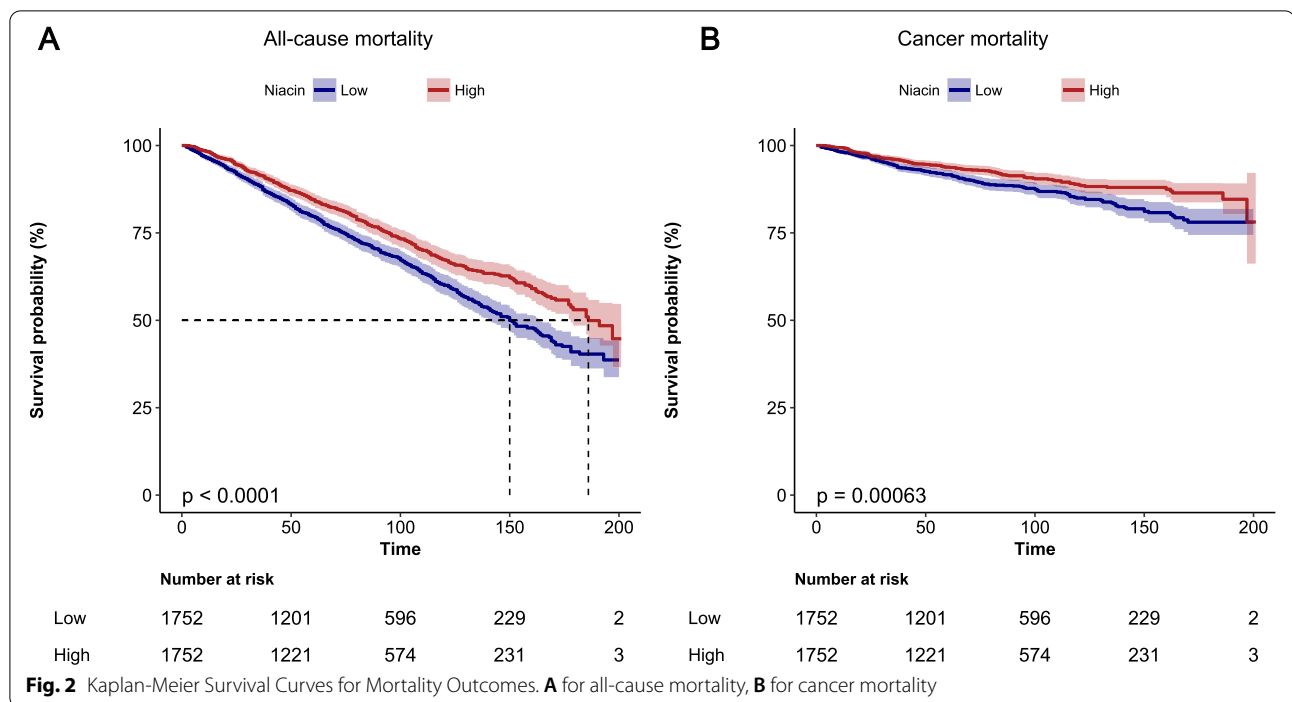 A
All-cause mortality
Niacin Low High
Survival probability (%)
100
75
50
25
0
p < 0.0001
0 50 100 150 200
Time
Number at risk
Low 1752 1201 596 229 2
High 1752 1221 574 231 3
B
Cancer mortality
Niacin Low High
Survival probability (%)
100
75
50
25
0
p = 0.00063
0 50 100 150 200
Time
Number at risk
Low 1752 1201 596 229 2
High 1752 1221 574 231 3
Fig. 2 Kaplan-Meier Survival Curves for Mortality Outcomes. A for all-cause mortality, B for cancer mortality